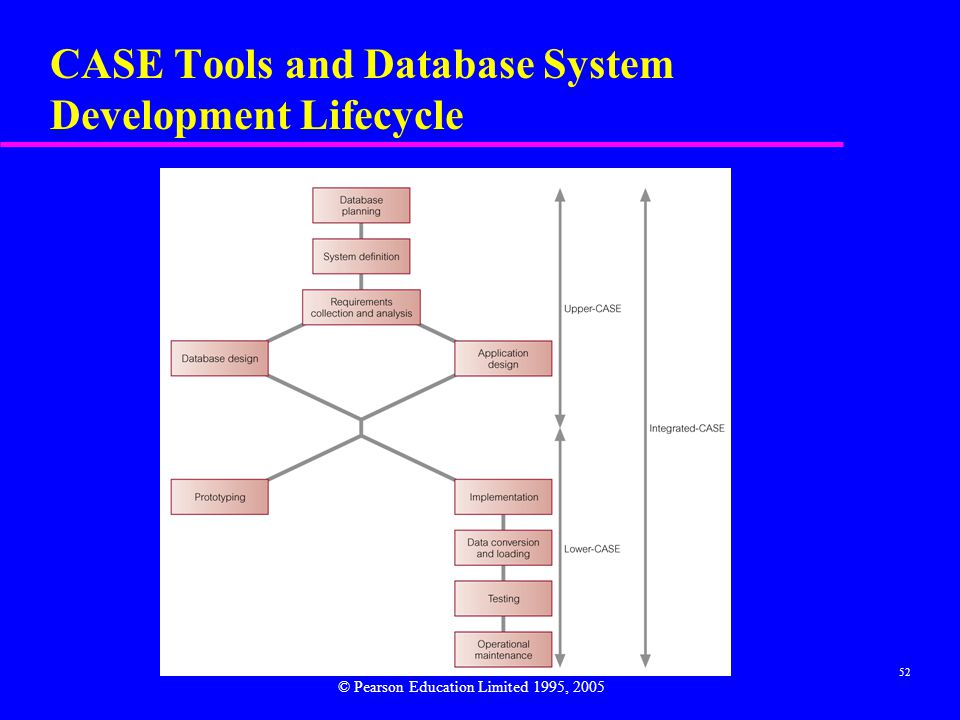 CASE Tools and Database System
Development Lifecycle
Database
planning
System definition
Requirements
collection and analysis
Upper-CASE
Database design
Application
design
Integrated-CASE
Prototyping
Implementation
Data conversion
and loading
Lower-CASE
Testing
Operational
maintenance
52
© Pearson Education Limited 1995, 2005